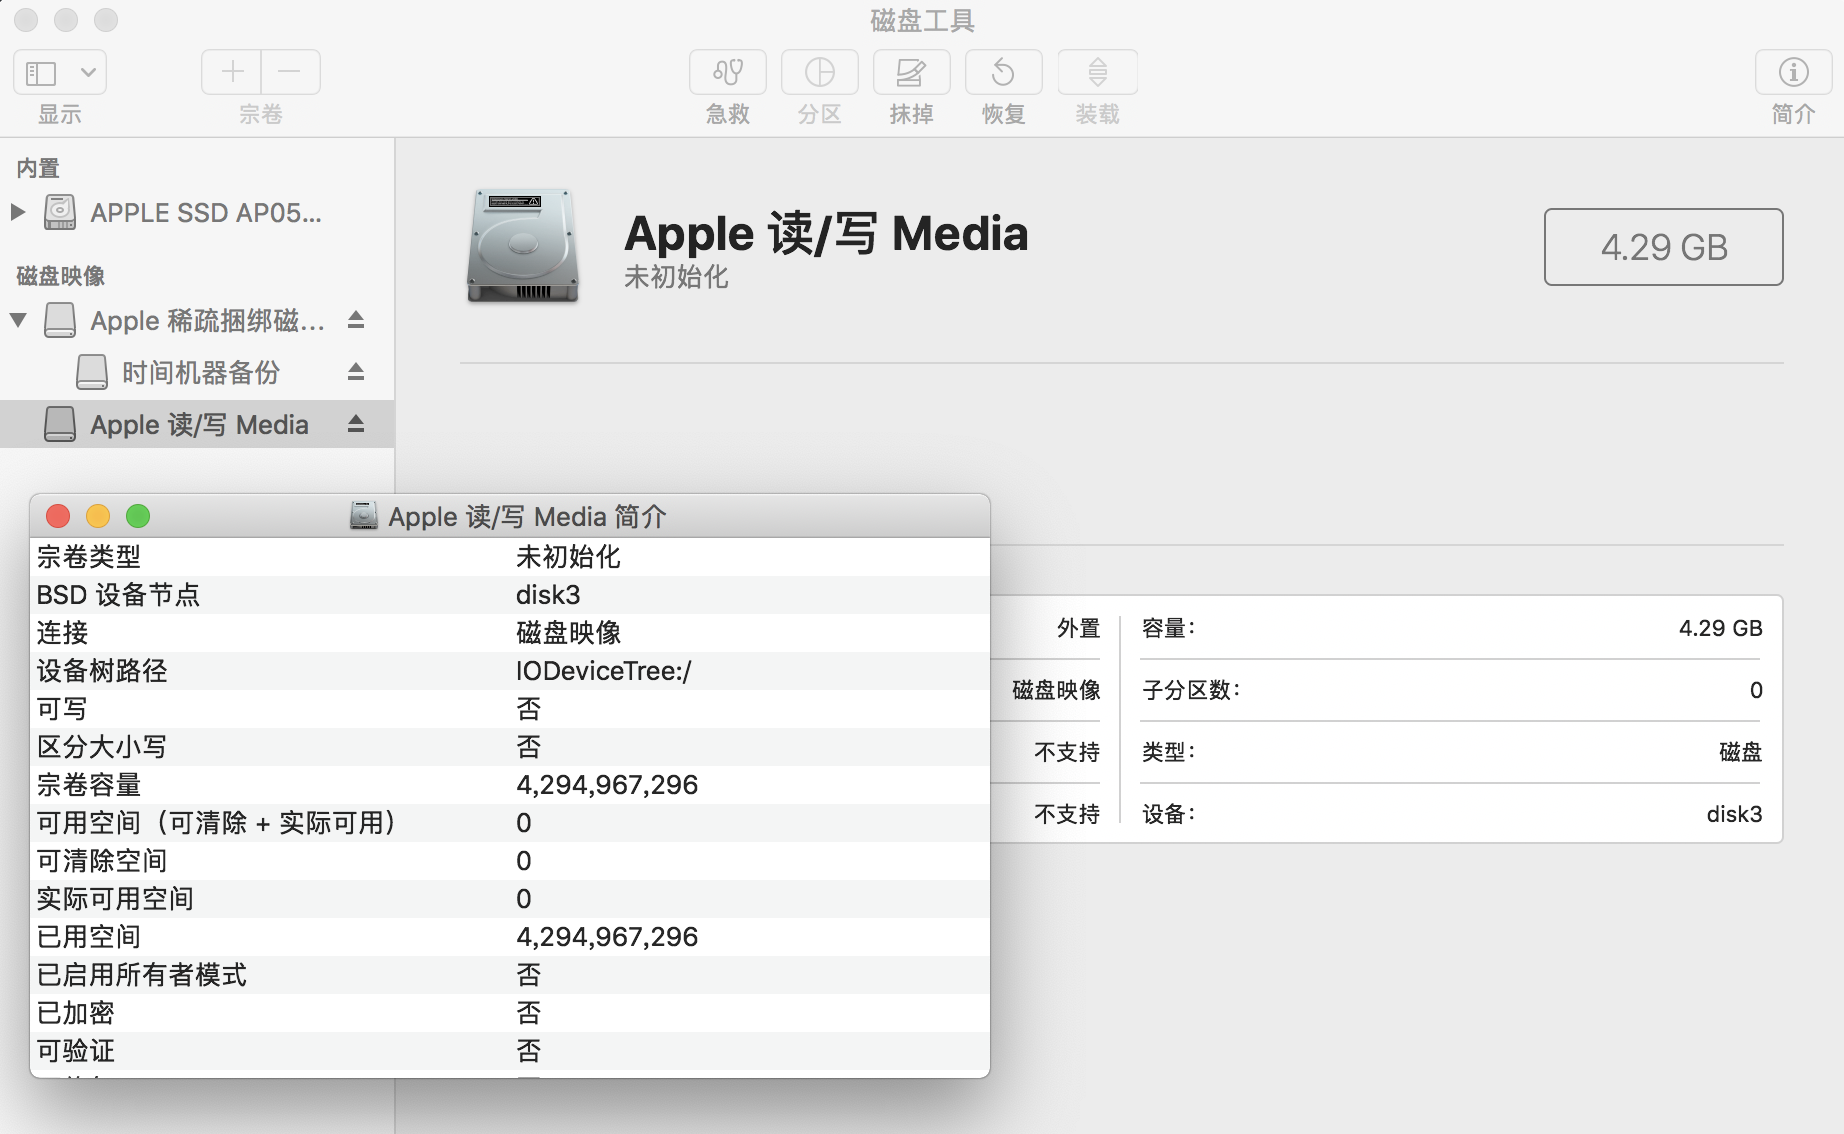 磁盘工具
显示
宗卷
急救
分区
抹掉
恢复
装载
简介
内置
APPLE SSD AP05...
磁盘映像
Apple 稀疏捆绑磁...
时间机器备份
Apple 读/写 Media
Apple 读/写 Media
未初始化
4.29 GB
Apple 读/写 Media 简介
宗卷类型 未初始化
BSD 设备节点 disk3
连接 磁盘映像
设备树路径 IODeviceTree:/
可写 否
区分大小写 否
宗卷容量 4,294,967,296
可用空间（可清除 + 实际可用） 0
可清除空间 0
实际可用空间 0
已用空间 4,294,967,296
已启用所有者模式 否
已加密 否
可验证 否
外置 容量： 4.29 GB
磁盘映像 子分区数： 0
不支持 类型： 磁盘
不支持 设备： disk3